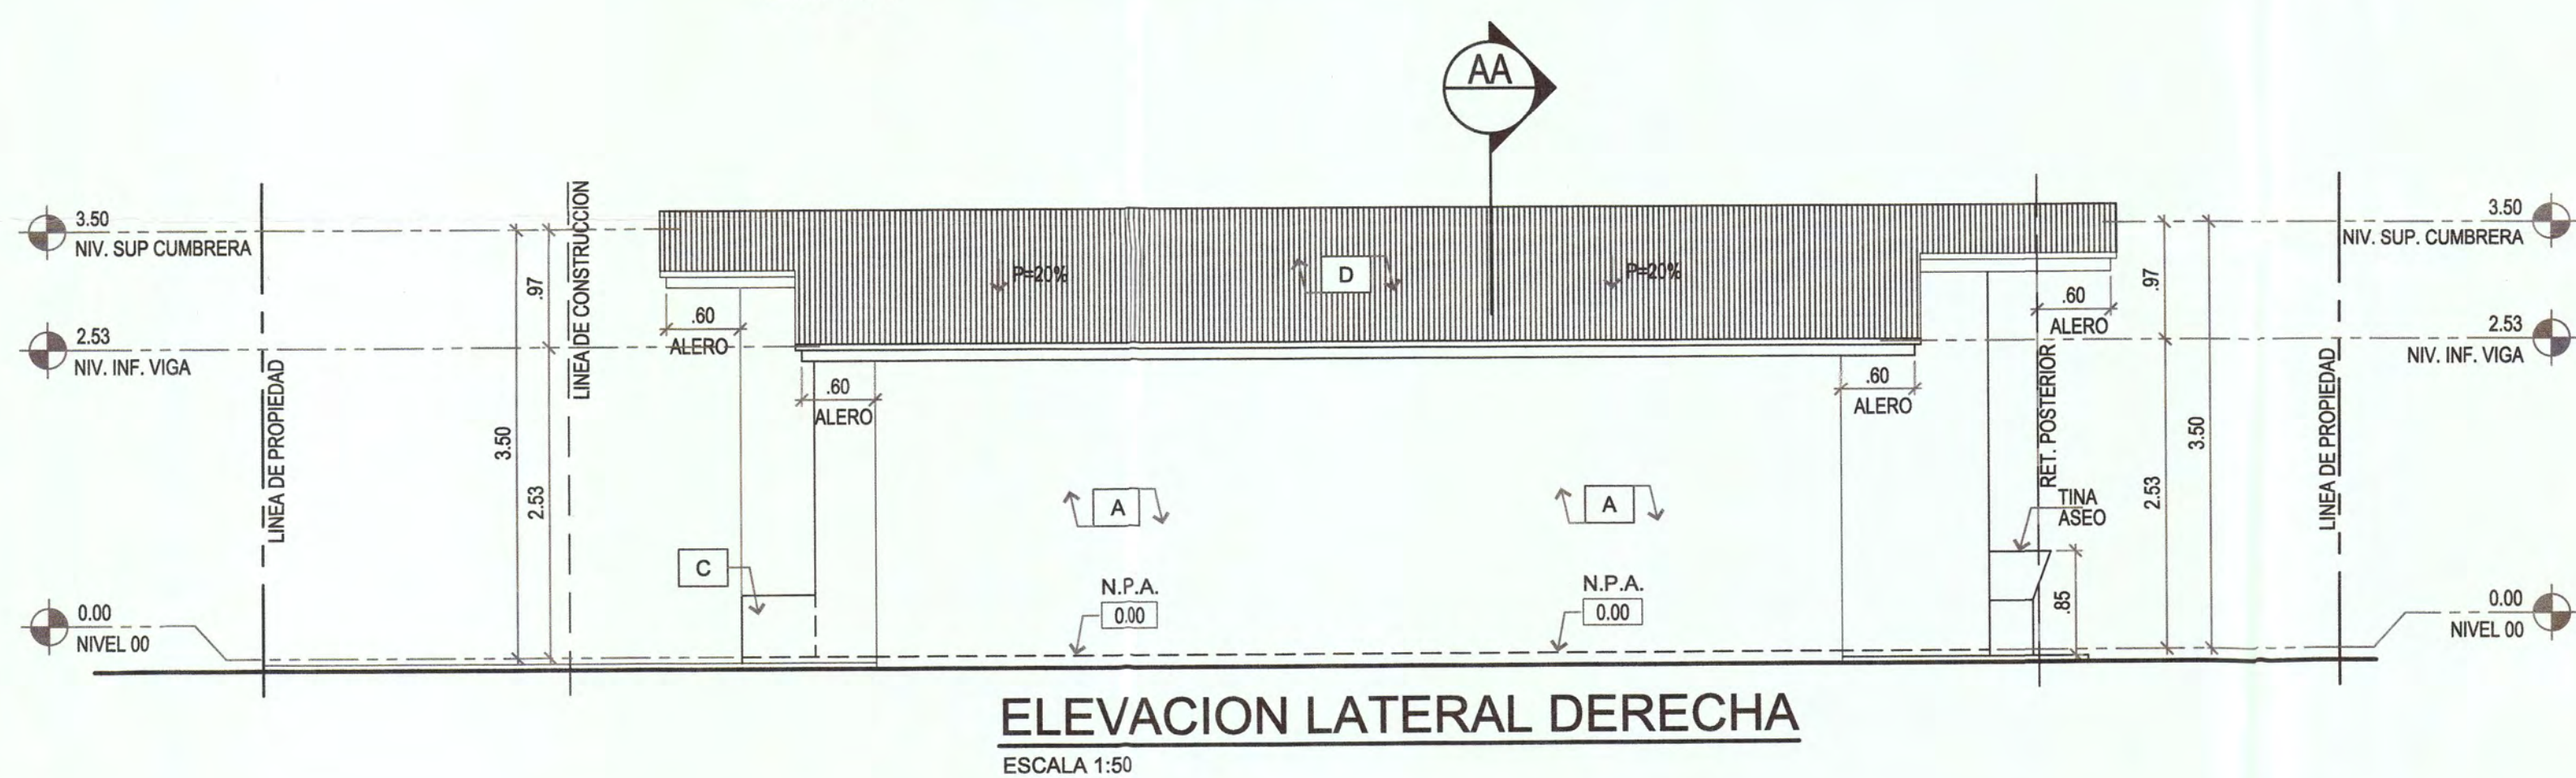 AA
3.50
NIV. SUP CUMBRERA
2.53
NIV. INF. VIGA
0.00
NIVEL 00
LINEA DE PROPIEDAD
3.50
.97
2.53
LINEA DE CONSTRUCCION
.60
ALERO
.60
ALERO
P=20%
D
P=20%
C
A
A
N.P.A.
0.00
N.P.A.
0.00
.60
ALERO
.60
ALERO
RET. POSTERIOR
TINA
ASEO
.85
.97
2.53
3.50
LINEA DE PROPIEDAD
3.50
NIV. SUP. CUMBRERA
2.53
NIV. INF. VIGA
0.00
NIVEL 00
ELEVACION LATERAL DERECHA
ESCALA 1:50